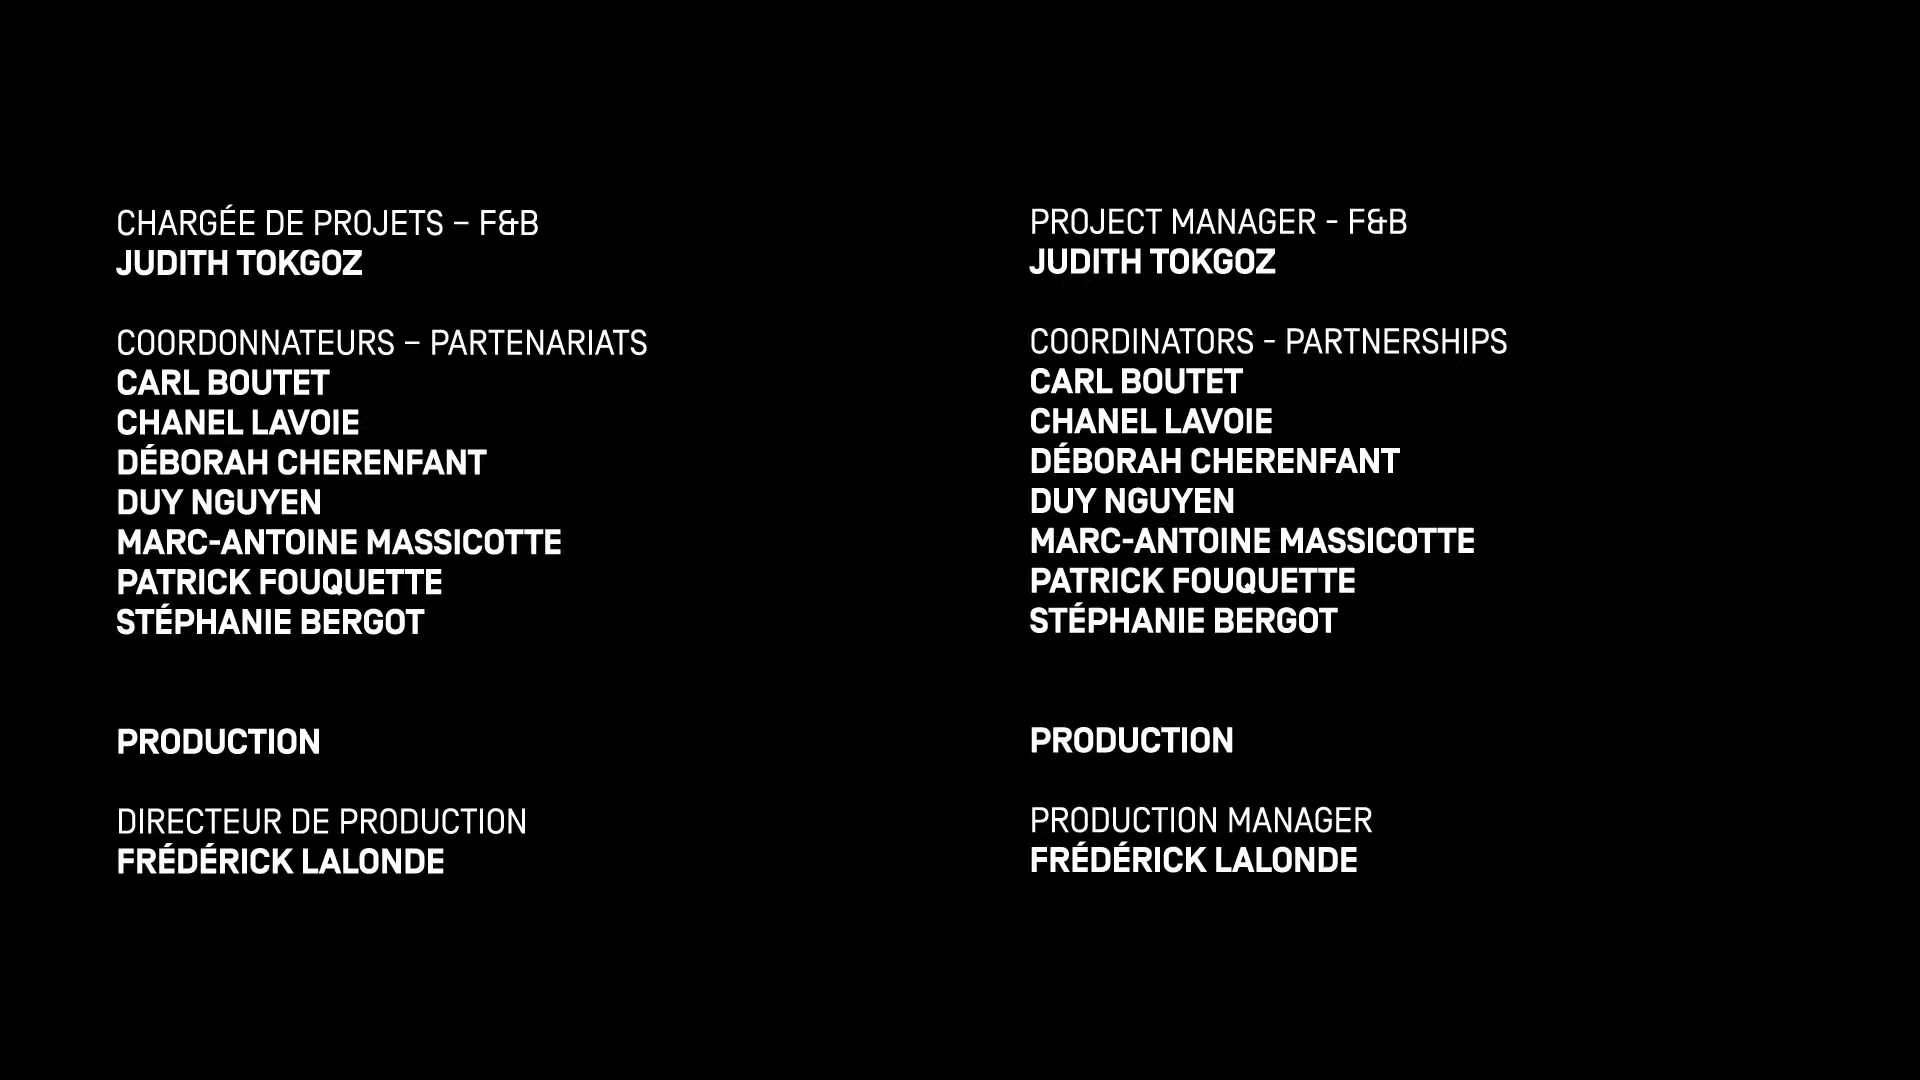 CHARGÉE DE PROJETS – F&B
JUDITH TOKGOZ
COORDONNATEURS – PARTENARIATS
CARL BOUTET
CHANEL LAVOIE
DÉBORAH CHERENFANT
DUY NGUYEN
MARC-ANTOINE MASSICOTTE
PATRICK FOUQUETTE
STÉPHANIE BERGOT
PRODUCTION
DIRECTEUR DE PRODUCTION
FRÉDÉRICK LALONDE
PROJECT MANAGER - F&B
JUDITH TOKGOZ
COORDINATORS - PARTNERSHIPS
CARL BOUTET
CHANEL LAVOIE
DÉBORAH CHERENFANT
DUY NGUYEN
MARC-ANTOINE MASSICOTTE
PATRICK FOUQUETTE
STÉPHANIE BERGOT
PRODUCTION
PRODUCTION MANAGER
FRÉDÉRICK LALONDE